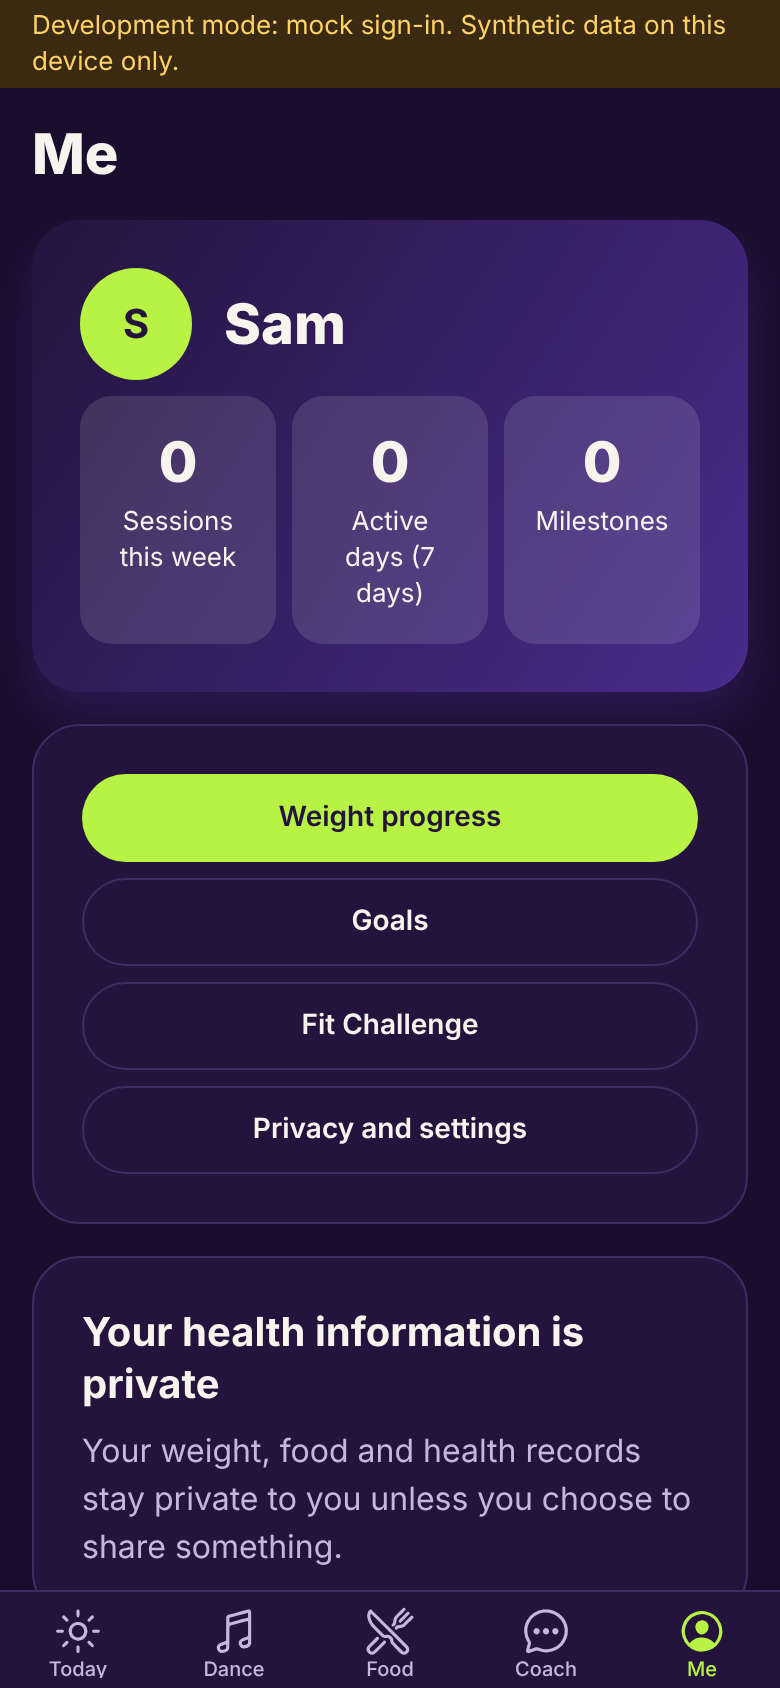 Development mode: mock sign-in. Synthetic data on this
device only.
Me
S
Sam
0
Sessions
this week
0
Active
days (7
days)
0
Milestones
Weight progress
Goals
Fit Challenge
Privacy and settings
Your health information is
private
Your weight, food and health records
stay private to you unless you choose to
share something.
Today
Dance
Food
Coach
Me